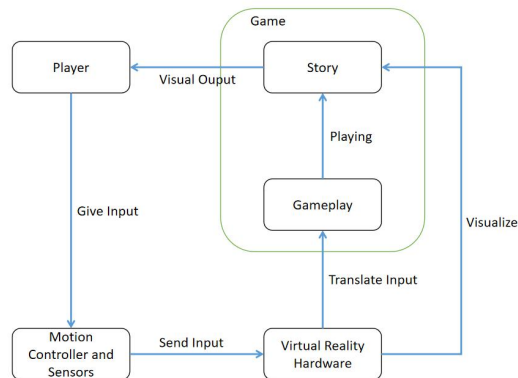 Game
Player
Story
Visual Ouput
Playing
Gameplay
Give Input
Visualize
Translate Input
Motion
Controller and
Sensors
Send Input
Virtual Reality
Hardware